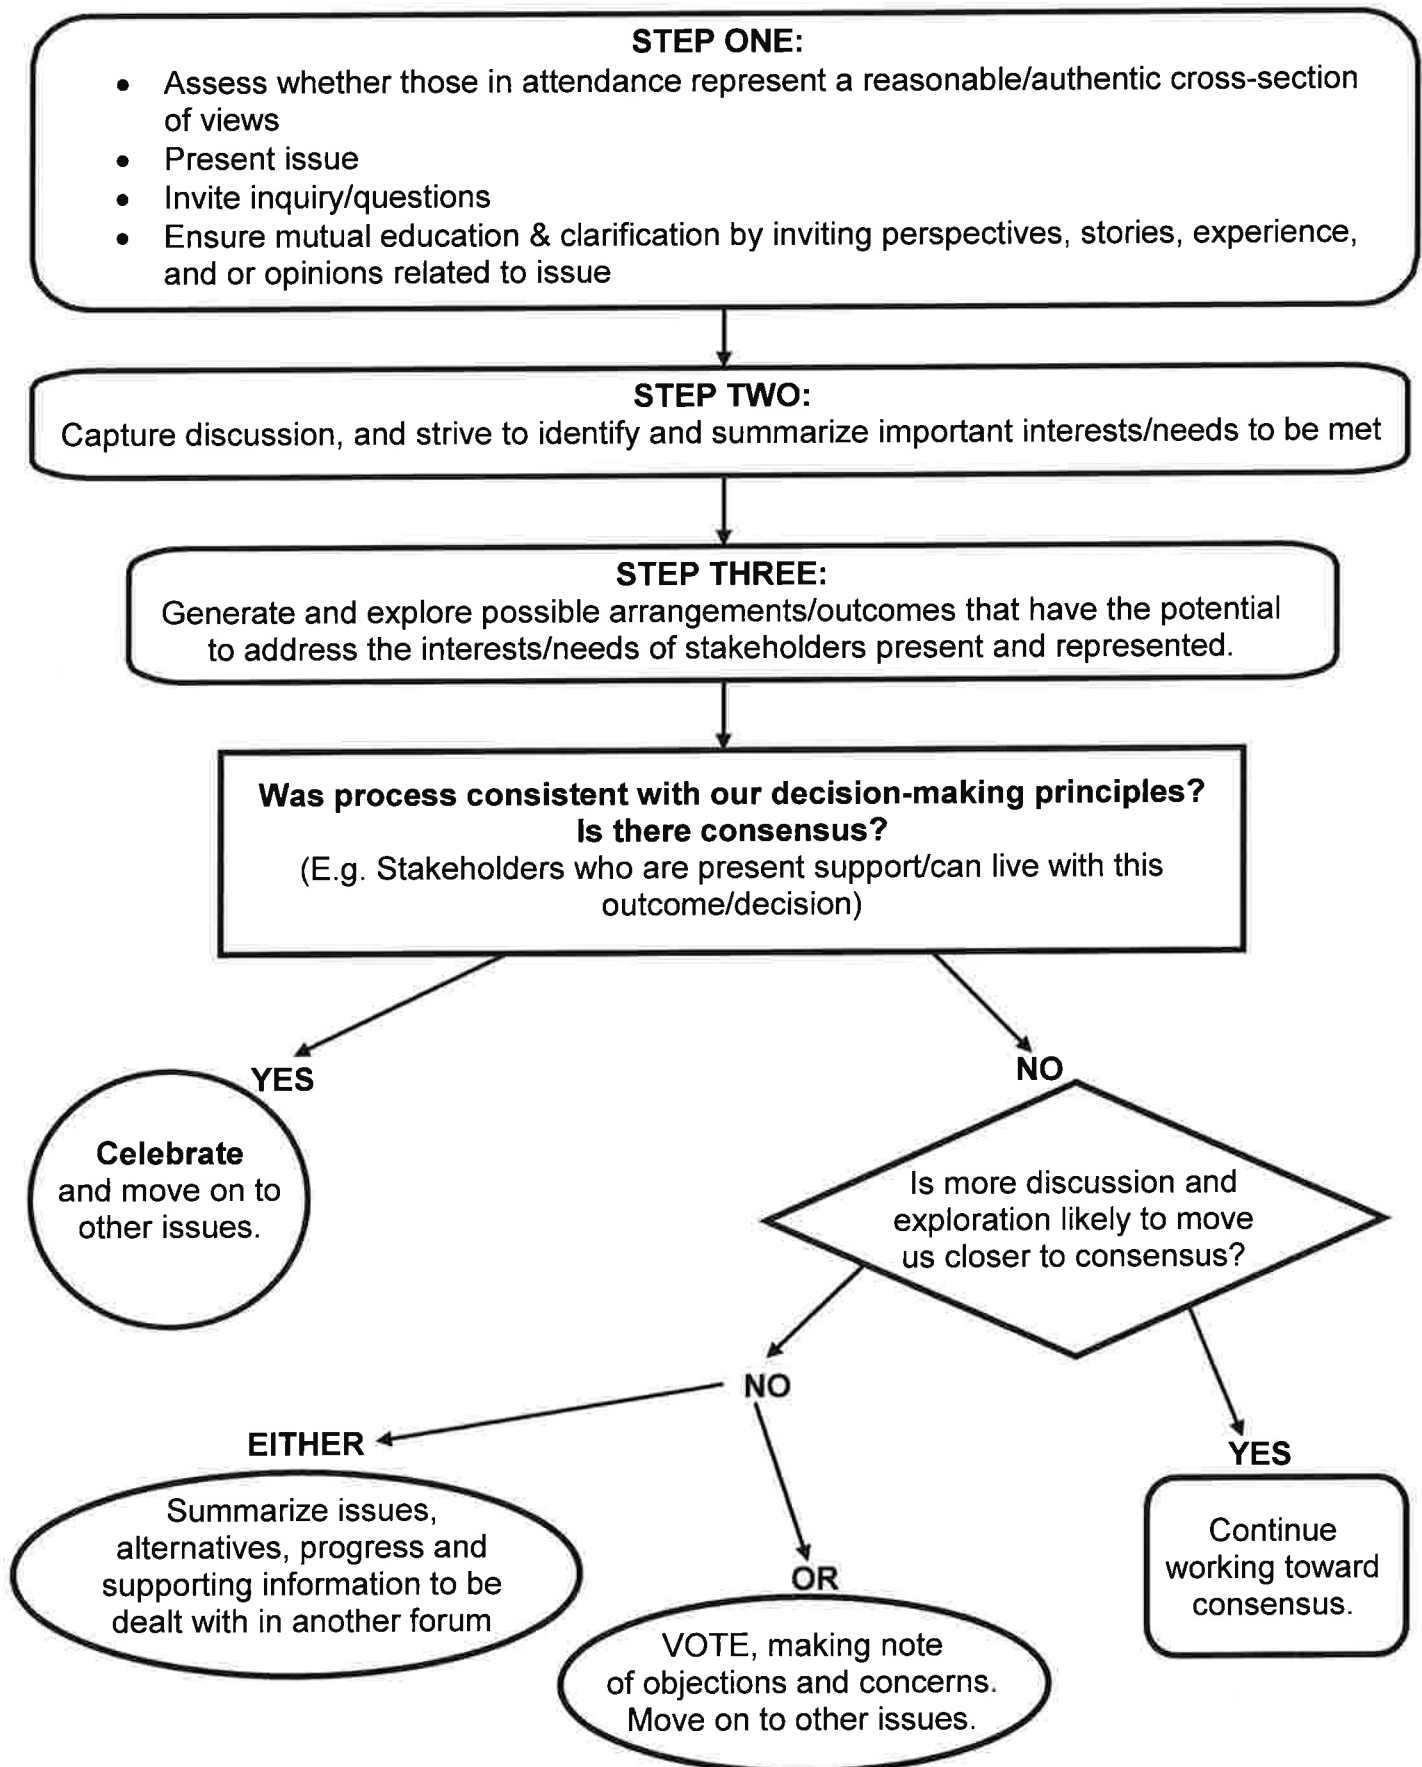 STEP ONE:
• Assess whether those in attendance represent a reasonable/authentic cross-section
of views
• Present issue
• Invite inquiry/questions
• Ensure mutual education & clarification by inviting perspectives, stories, experience,
and or opinions related to issue
STEP TWO:
Capture discussion, and strive to identify and summarize important interests/needs to be met
STEP THREE:
Generate and explore possible arrangements/outcomes that have the potential
to address the interests/needs of stakeholders present and represented.
Was process consistent with our decision-making principles?
Is there consensus?
(E.g. Stakeholders who are present support/can live with this
outcome/decision)
YES
Celebrate
and move on to
other issues.
NO
Is more discussion and
exploration likely to move
us closer to consensus?
NO
EITHER
Summarize issues,
alternatives, progress and
supporting information to be
dealt with in another forum
OR
VOTE, making note
of objections and concerns.
Move on to other issues.
YES
Continue
working toward
consensus.